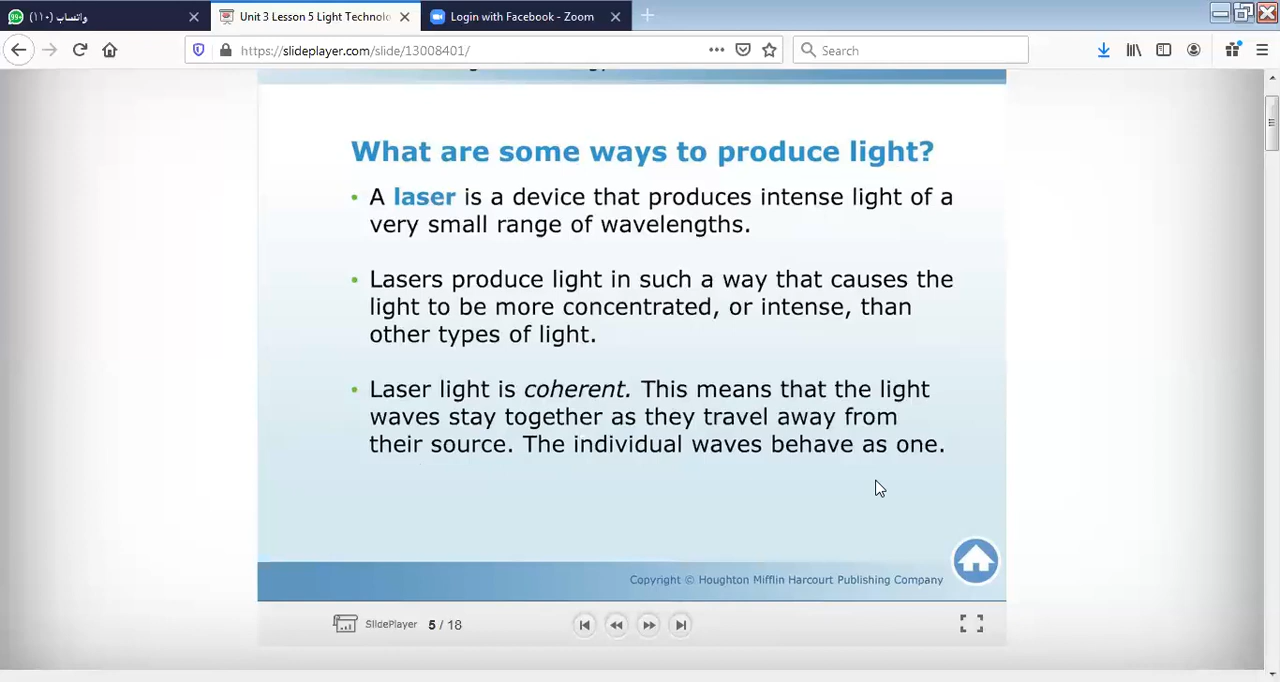 واتساب (١١٠)
Unit 3 Lesson 5 Light Technolo
Login with Facebook - Zoom
https://slideplayer.com/slide/13008401/
Search
What are some ways to produce light?
• A laser is a device that produces intense light of a
very small range of wavelengths.
• Lasers produce light in such a way that causes the
light to be more concentrated, or intense, than
other types of light.
• Laser light is coherent. This means that the light
waves stay together as they travel away from
their source. The individual waves behave as one.
Copyright © Houghton Mifflin Harcourt Publishing Company
SlidePlayer 5 / 18